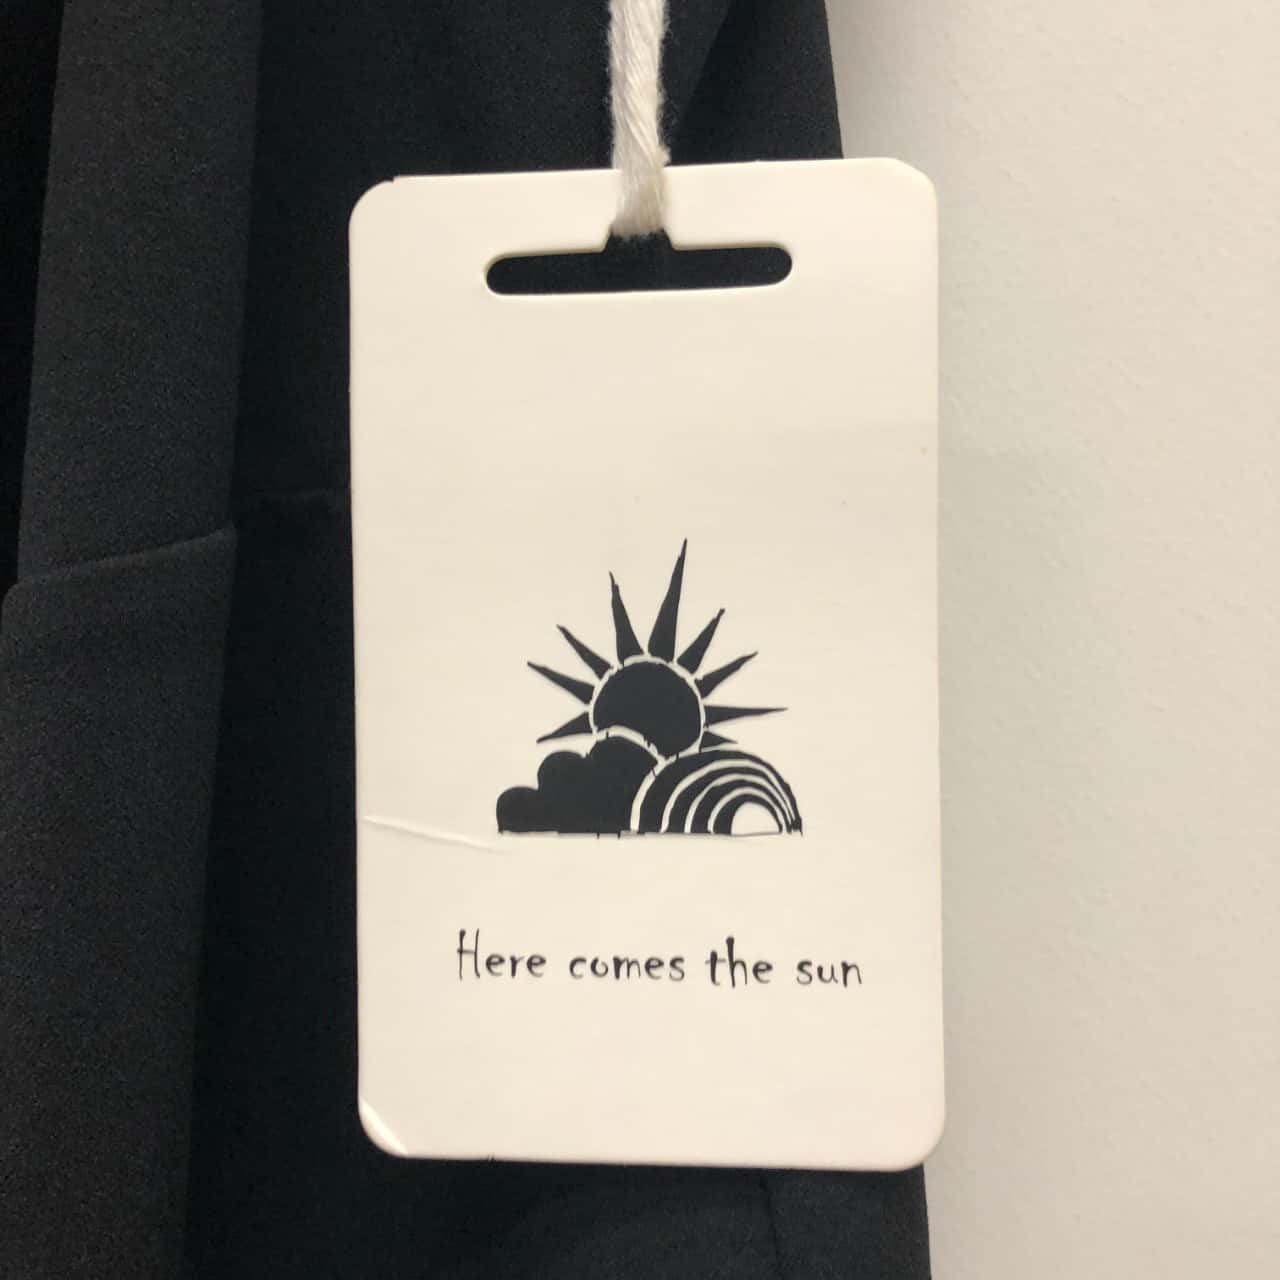 Here comes the sun